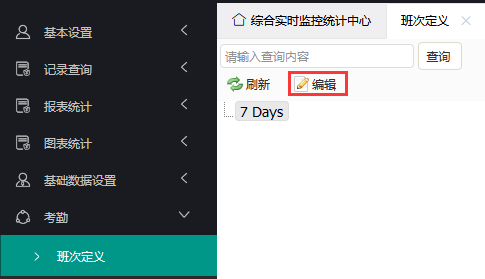 基本设置
记录查询
报表统计
图表统计
基础数据设置
考勤
班次定义
综合实时监控统计中心 班次定义
请输入查询内容 查询
刷新 编辑
7 Days